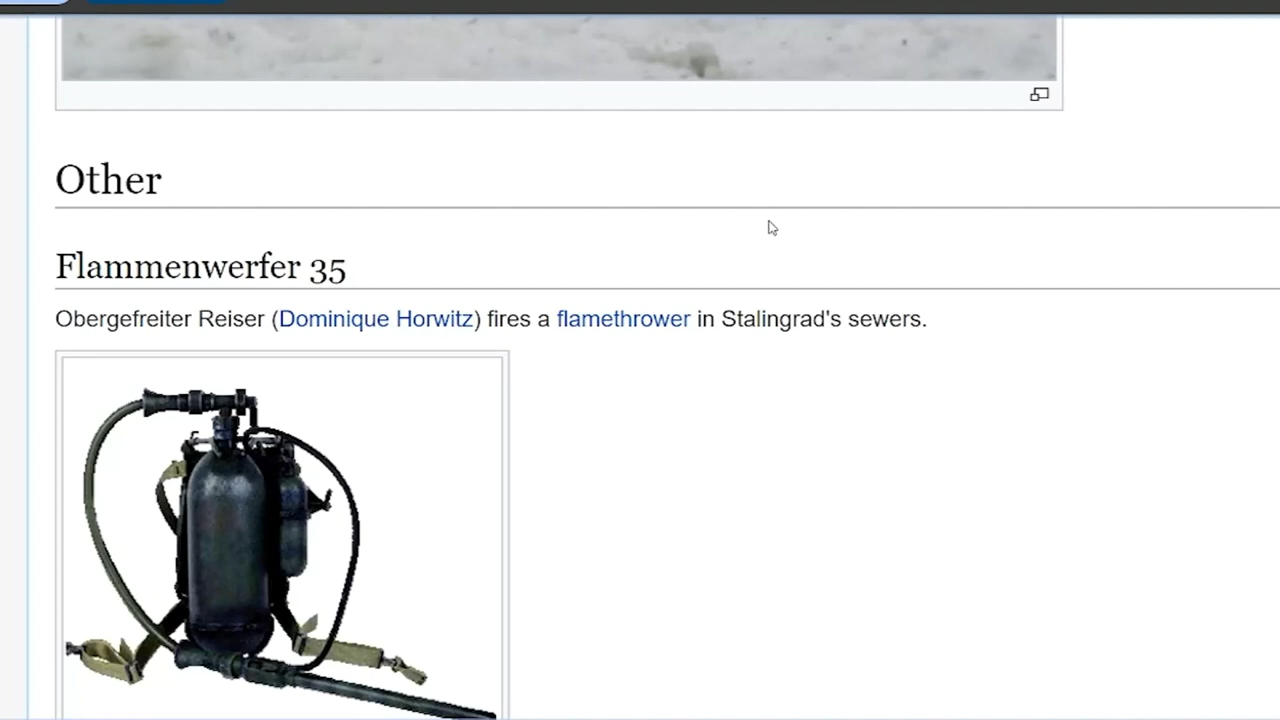 Other
Flammenwerfer 35
Obergefreiter Reiser (Dominique Horwitz) fires a flamethrower in Stalingrad's sewers.